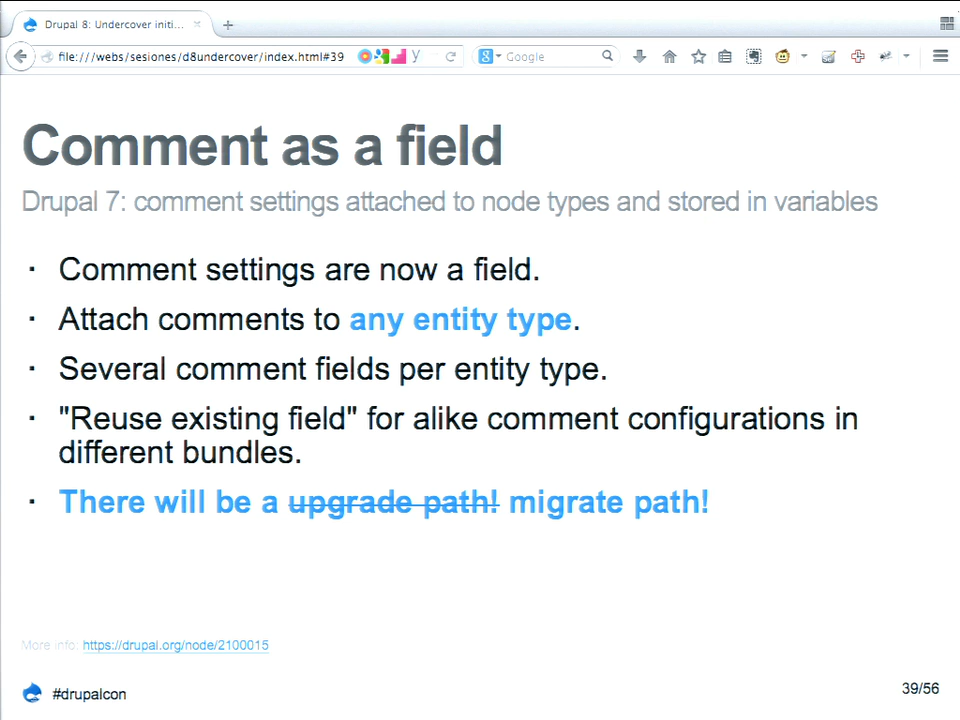 Drupal 8: Undercover initi...
file:///webs/sesiones/d8undercover/index.html#39
Google
Comment as a field
Drupal 7: comment settings attached to node types and stored in variables
· Comment settings are now a field.
· Attach comments to any entity type.
· Several comment fields per entity type.
· "Reuse existing field" for alike comment configurations in
different bundles.
· There will be a upgrade path! migrate path!
More info: https://drupal.org/node/2100015
#drupalcon
39/56